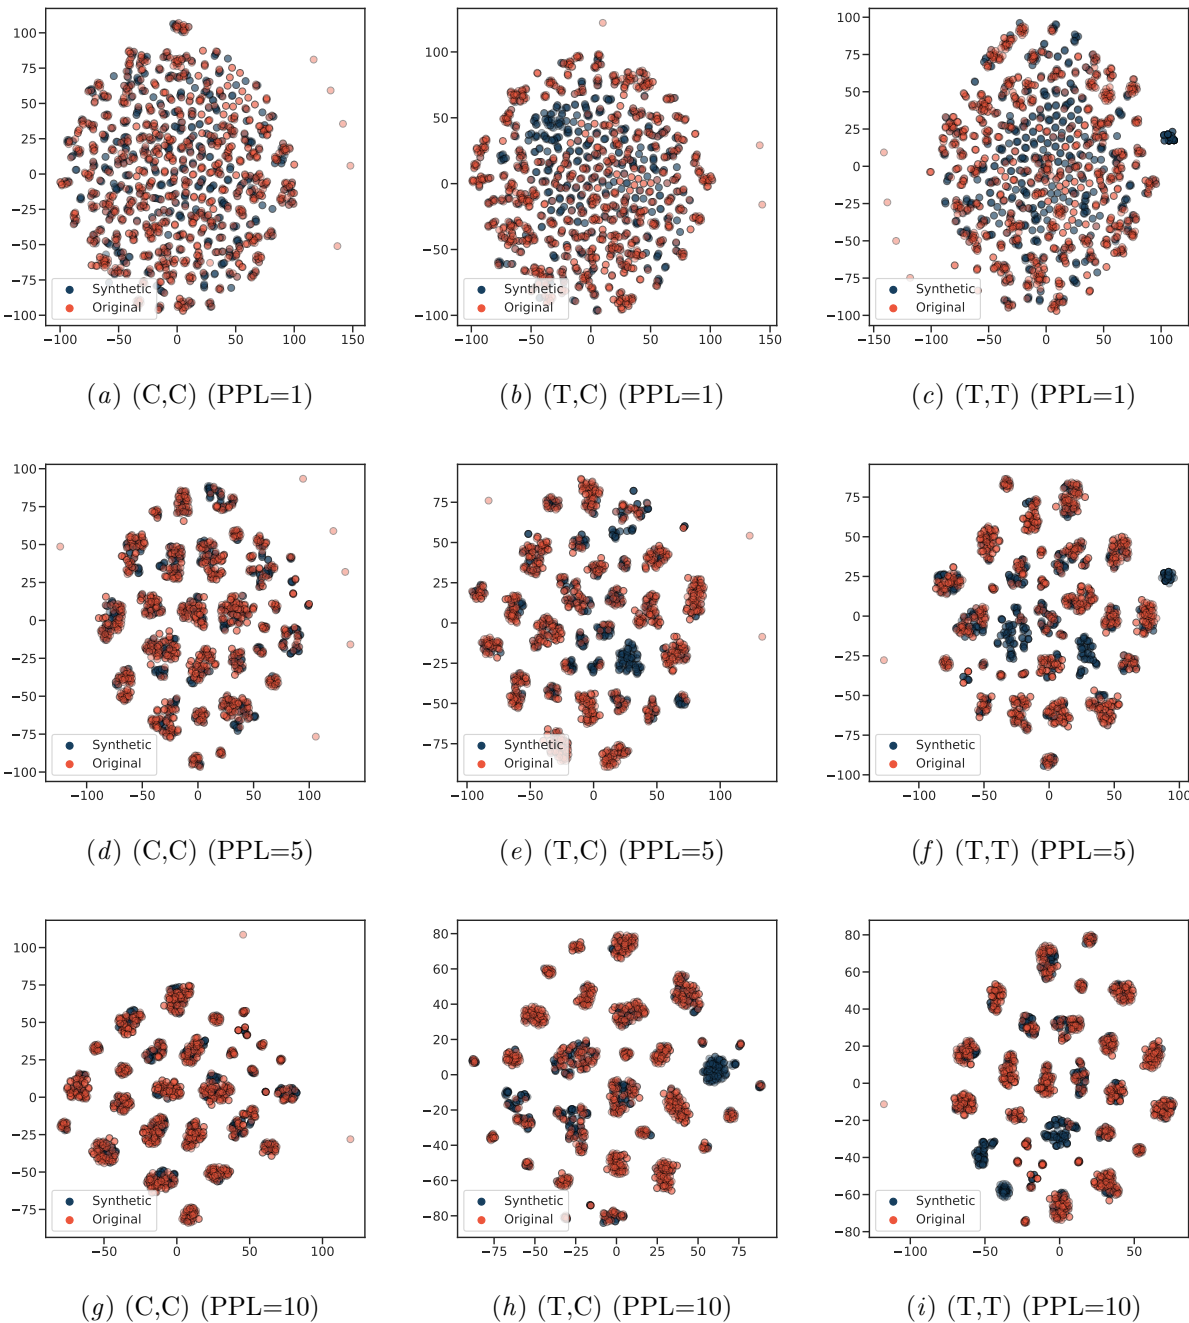 100
75
50
25
0
−25
−50
−75
−100
Synthetic
Original
−100 −50 0 50 100 150
100
50
0
−50
−100
Synthetic
Original
−100 −50 0 50 100 150
100
75
50
25
0
−25
−50
−75
−100
Synthetic
Original
−150 −100 −50 0 50 100
(a) (C,C) (PPL=1)
(b) (T,C) (PPL=1)
(c) (T,T) (PPL=1)
100
75
50
25
0
−25
−50
−75
−100
Synthetic
Original
−100 −50 0 50 100
75
50
25
0
−25
−50
−75
Synthetic
Original
−100 −50 0 50 100
75
50
25
0
−25
−50
−75
−100
Synthetic
Original
−100 −50 0 50 100
(d) (C,C) (PPL=5)
(e) (T,C) (PPL=5)
(f) (T,T) (PPL=5)
100
75
50
25
0
−25
−50
−75
Synthetic
Original
−50 0 50 100
80
60
40
20
0
−20
−40
−60
−80
Synthetic
Original
−75 −50 −25 0 25 50 75
80
60
40
20
0
−20
−40
−60
−80
Synthetic
Original
−100 −50 0 50
(g) (C,C) (PPL=10)
(h) (T,C) (PPL=10)
(i) (T,T) (PPL=10)